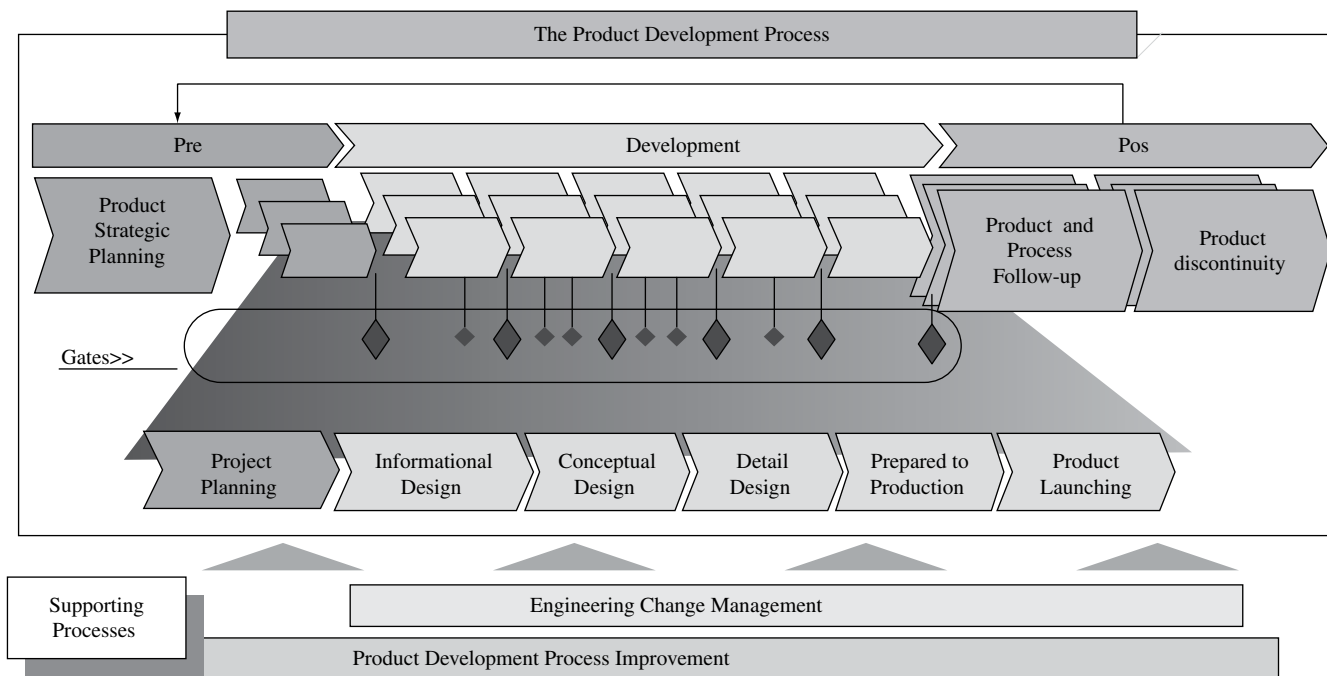 The Product Development Process
Pre
Development
Pos
Product
Strategic
Planning
Product and
Process
Follow-up
Product
discontinuity
Gates>>
Project
Planning
Informational
Design
Conceptual
Design
Detail
Design
Prepared to
Production
Product
Launching
Supporting
Processes
Engineering Change Management
Product Development Process Improvement